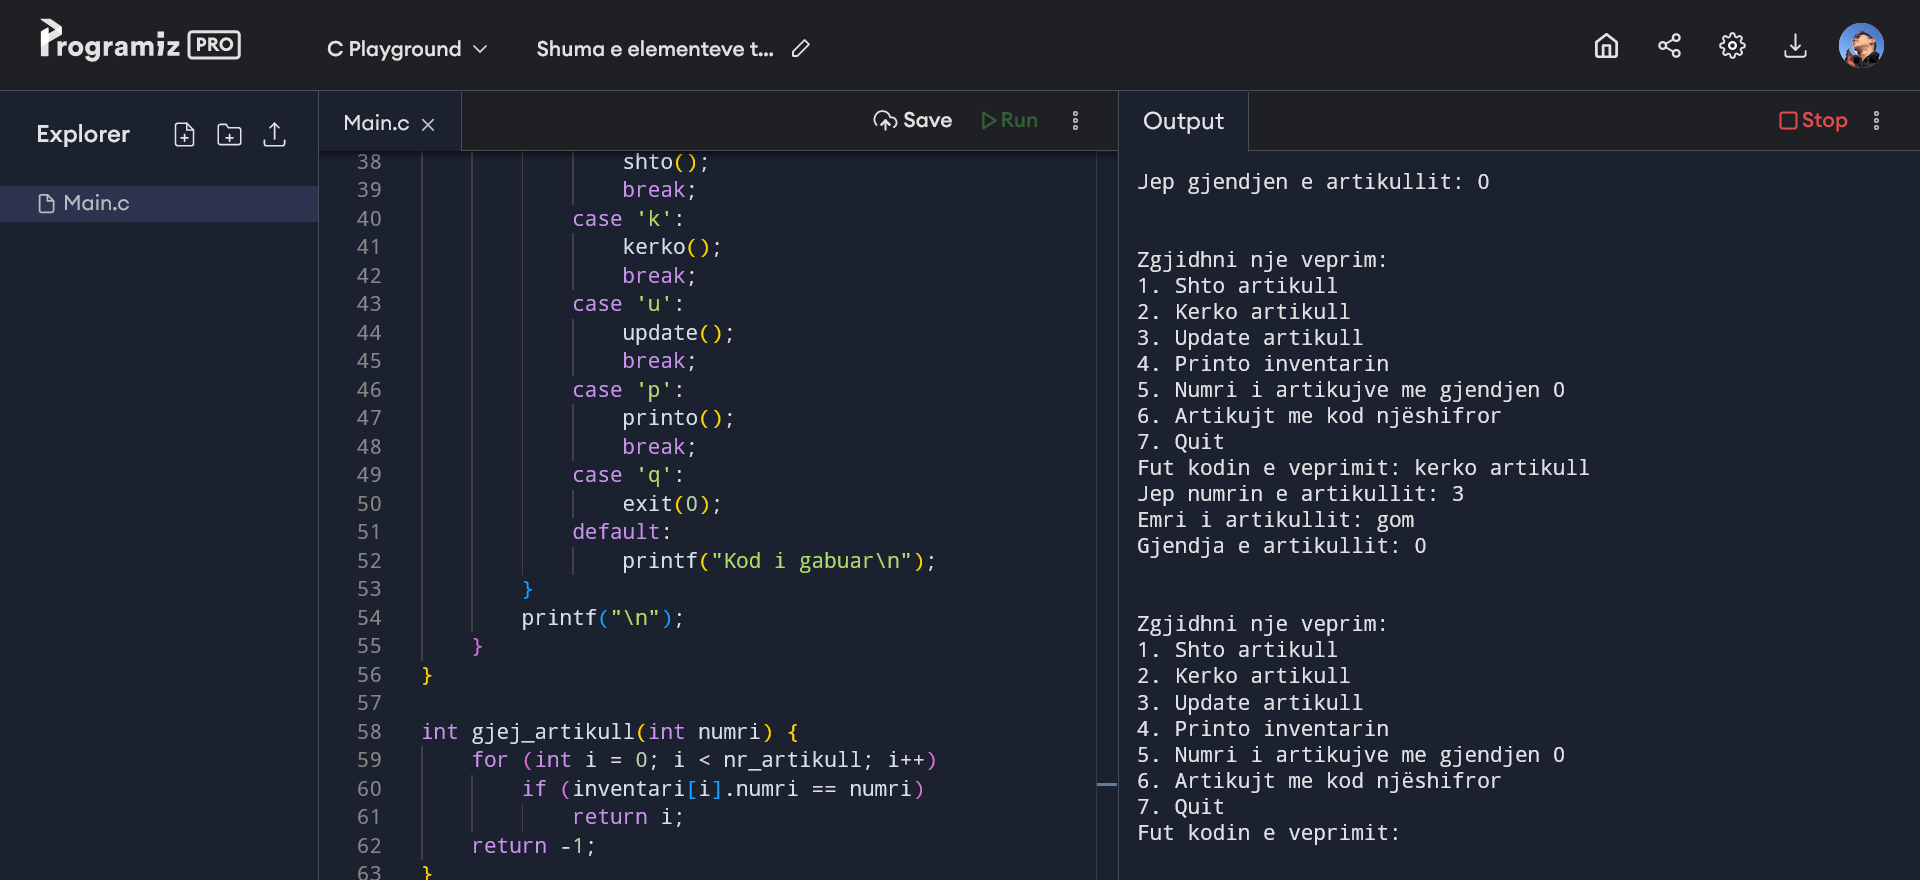 Programiz PRO
C Playground
Shuma e elementeve t...
Explorer
Main.c
Main.c
Save
Run
38 shto();
39 break;
40 case 'k':
41 kerko();
42 break;
43 case 'u':
44 update();
45 break;
46 case 'p':
47 printo();
48 break;
49 case 'q':
50 exit(0);
51 default:
52 printf("Kod i gabuar\n");
53 }
54 printf("\n");
55 }
56 }
57
58 int gjej_artikull(int numri) {
59 for (int i = 0; i < nr_artikull; i++)
60 if (inventari[i].numri == numri)
61 return i;
62 return -1;
63 }
Output
Stop
Jep gjendjen e artikullit: 0
Zgjidhni nje veprim:
1. Shto artikull
2. Kerko artikull
3. Update artikull
4. Printo inventarin
5. Numri i artikujve me gjendjen 0
6. Artikujt me kod njëshifror
7. Quit
Fut kodin e veprimit: kerko artikull
Jep numrin e artikullit: 3
Emri i artikullit: gom
Gjendja e artikullit: 0
Zgjidhni nje veprim:
1. Shto artikull
2. Kerko artikull
3. Update artikull
4. Printo inventarin
5. Numri i artikujve me gjendjen 0
6. Artikujt me kod njëshifror
7. Quit
Fut kodin e veprimit: